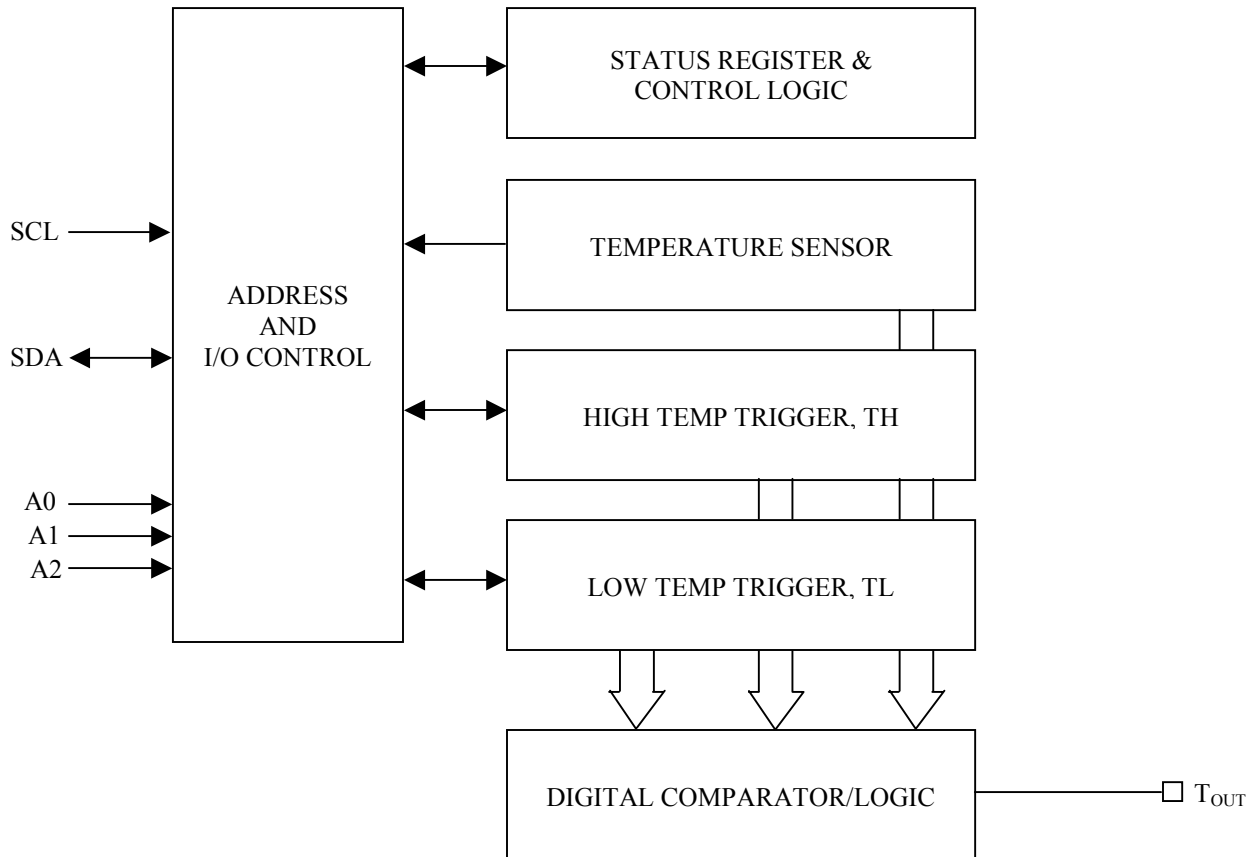 STATUS REGISTER &
CONTROL LOGIC
SCL
TEMPERATURE SENSOR
ADDRESS
AND
I/O CONTROL
SDA
HIGH TEMP TRIGGER, TH
A0
A1
A2
LOW TEMP TRIGGER, TL
DIGITAL COMPARATOR/LOGIC
TOUT